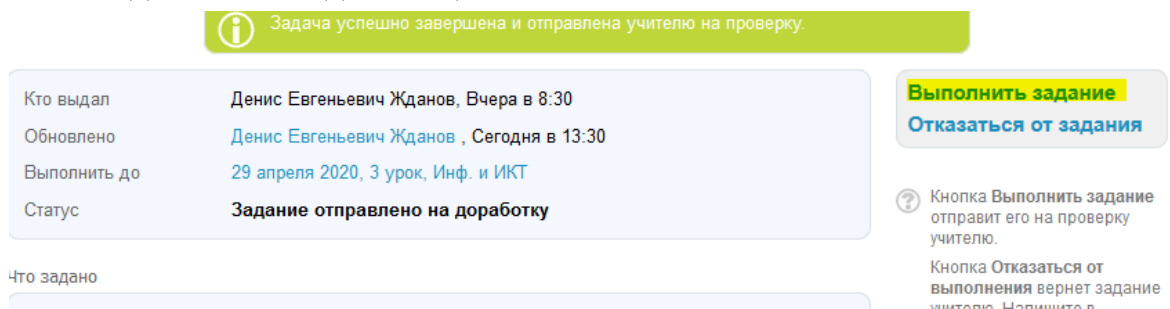 Задача успешно завершена и отправлена учителю на проверку.
Кто выдал Денис Евгеньевич Жданов, Вчера в 8:30
Обновлено Денис Евгеньевич Жданов , Сегодня в 13:30
Выполнить до 29 апреля 2020, 3 урок, Инф. и ИКТ
Статус Задание отправлено на доработку
Что задано
Выполнить задание
Отказаться от задания
Кнопка Выполнить задание
отправит его на проверку
учителю.
Кнопка Отказаться от
выполнения вернет задание
учителю. Напишите в